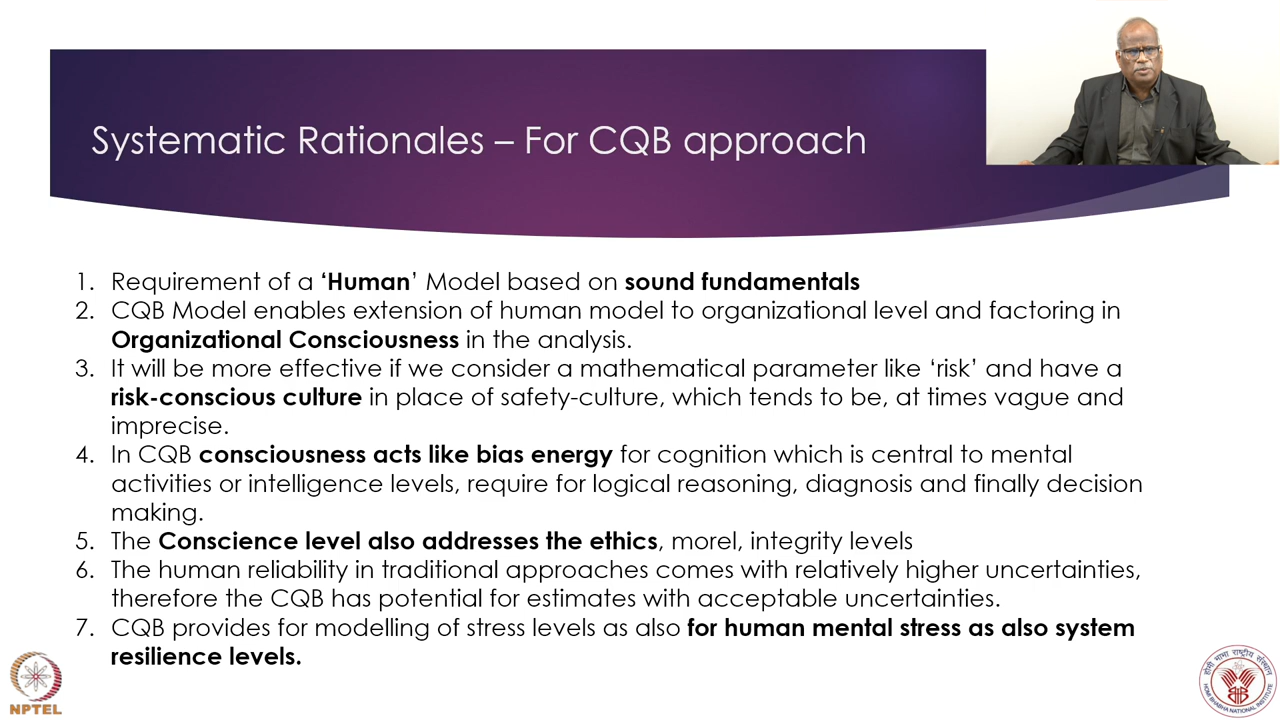 Systematic Rationales – For CQB approach
1. Requirement of a ‘Human’ Model based on sound fundamentals
2. CQB Model enables extension of human model to organizational level and factoring in
Organizational Consciousness in the analysis.
3. It will be more effective if we consider a mathematical parameter like ‘risk’ and have a
risk-conscious culture in place of safety-culture, which tends to be, at times vague and
imprecise.
4. In CQB consciousness acts like bias energy for cognition which is central to mental
activities or intelligence levels, require for logical reasoning, diagnosis and finally decision
making.
5. The Conscience level also addresses the ethics, morel, integrity levels
6. The human reliability in traditional approaches comes with relatively higher uncertainties,
therefore the CQB has potential for estimates with acceptable uncertainties.
7. CQB provides for modelling of stress levels as also for human mental stress as also system
resilience levels.
NPTEL
होमी भाभा राष्ट्रीय संस्थान
HOMI BHABHA NATIONAL INSTITUTE